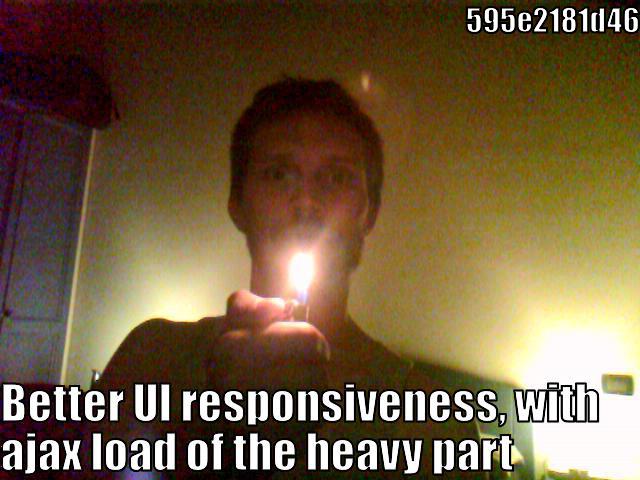 595e2181d46
Better UI responsiveness, with
ajax load of the heavy part